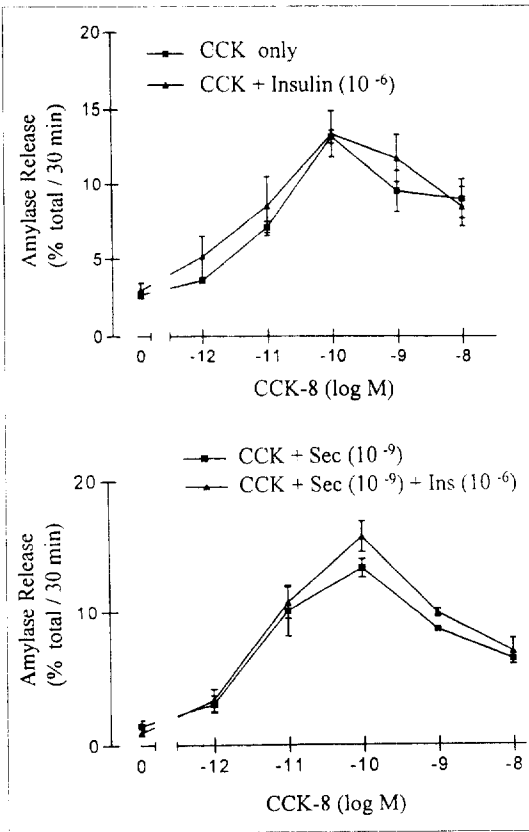 20
CCK only
CCK + Insulin (10 -6)
15
10
5
0
Amylase Release
(% total / 30 min)
0 -12 -11 -10 -9 -8
CCK-8 (log M)
CCK + Sec (10 -9)
CCK + Sec (10 -9) + Ins (10 -6)
20
10
0
Amylase Release
(% total / 30 min)
0 -12 -11 -10 -9 -8
CCK-8 (log M)